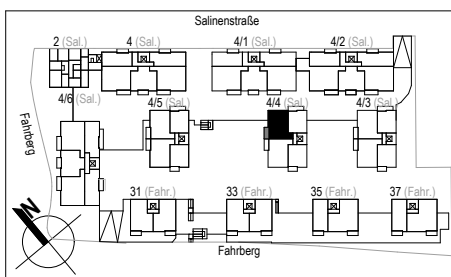 Salinenstraße
2 (Sal.) 4 (Sal.) 4/1 (Sal.) 4/2 (Sal.)
4/6 (Sal.) 4/5 (Sal.) 4/4 (Sal.) 4/3 (Sal.)
Fahrberg
31 (Fahr.) 33 (Fahr.) 35 (Fahr.) 37 (Fahr.)
N
Fahrberg